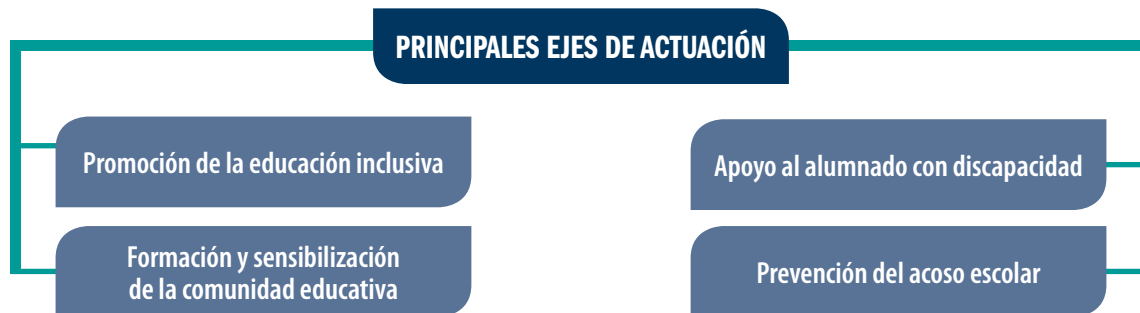 PRINCIPALES EJES DE ACTUACIÓN
Promoción de la educación inclusiva
Apoyo al alumnado con discapacidad
Formación y sensibilización
de la comunidad educativa
Prevención del acoso escolar